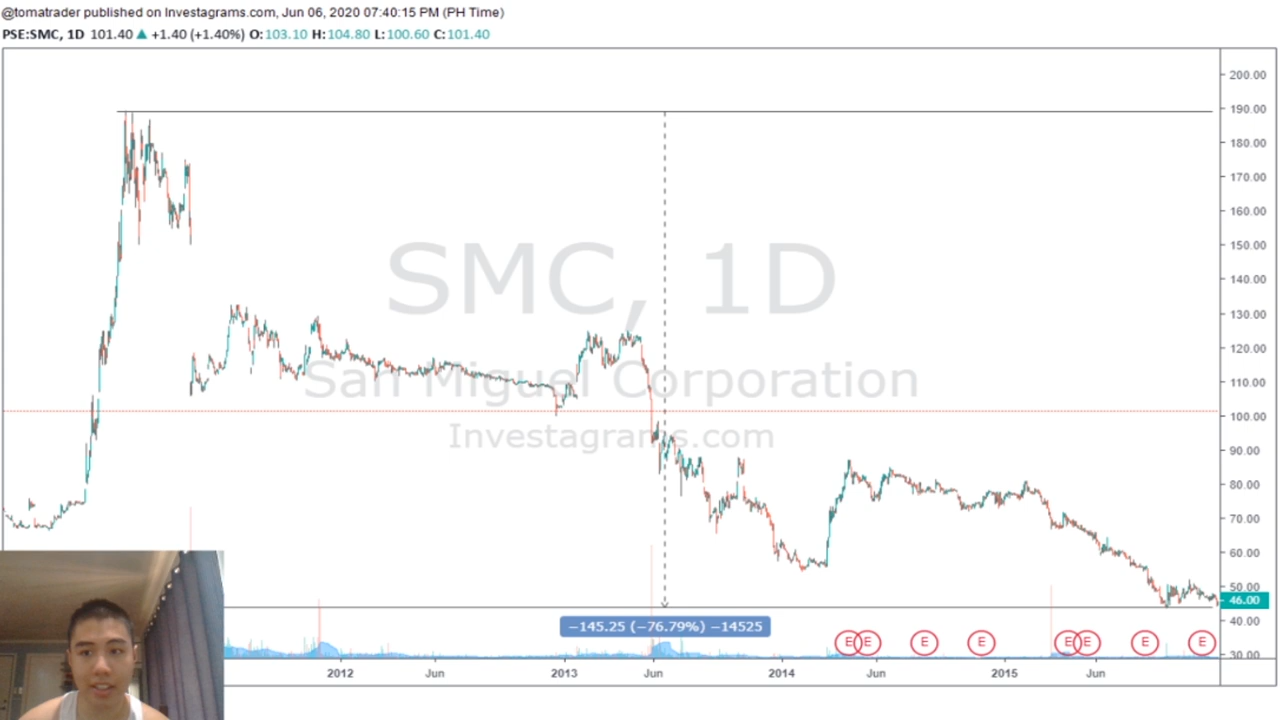 @tomatrader published on Investagrams.com, Jun 06, 2020 07:40:15 PM (PH Time)
PSE:SMC, 1D 101.40 ▲ +1.40 (+1.40%) O:103.10 H:104.80 L:100.60 C:101.40
200.00
190.00
180.00
170.00
160.00
150.00
SMC, 1D
140.00
130.00
120.00
San Miguel Corporation
110.00
100.00
Investagrams.com
90.00
80.00
70.00
60.00
50.00
46.00
40.00
−145.25 (−76.79%) −14525
E E E E E E E E
30.00
2012 Jun 2013 Jun 2014 Jun 2015 Jun